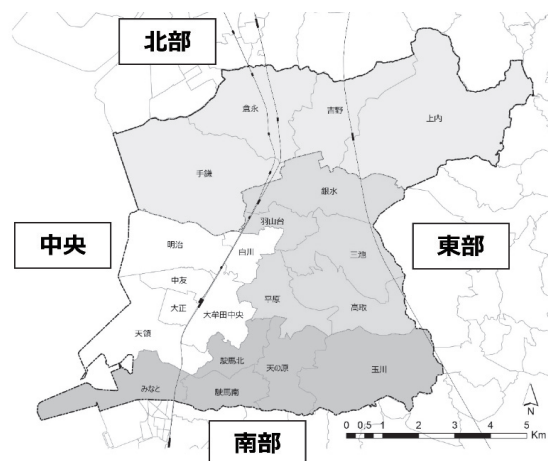 北部
倉永
吉野
上内
手鎌
銀水
羽山台
中央
明治
白川
三池
東部
中友
平原
大正
大牟田中央
高取
天領
駛馬北
天の原
玉川
みなと
駛馬南
南部
N
0 0.5 1 2 3 4 5
Km